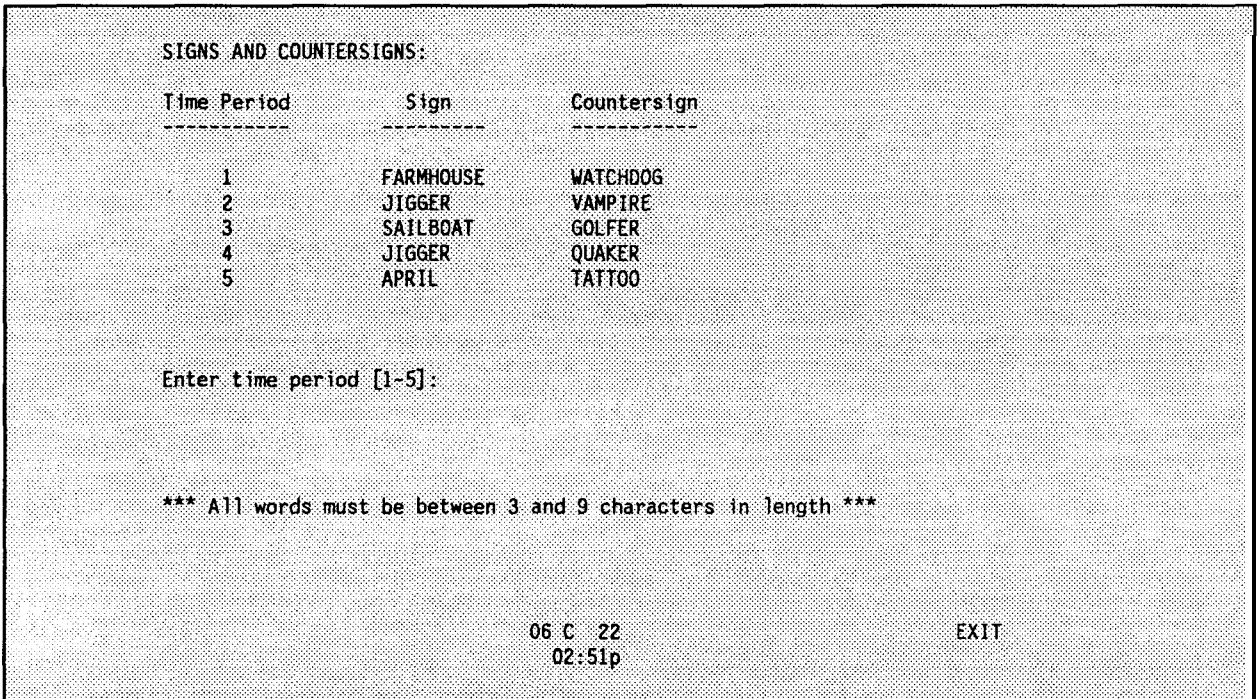 SIGNS AND COUNTERSIGNS:
Time Period Sign Countersign
----------- --------- -----------
1 FARMHOUSE WATCHDOG
2 JIGGER VAMPIRE
3 SAILBOAT GOLFER
4 JIGGER QUAKER
5 APRIL TATTOO
Enter time period [1-5]:
*** All words must be between 3 and 9 characters in length ***
06 C 22 EXIT
02:51p